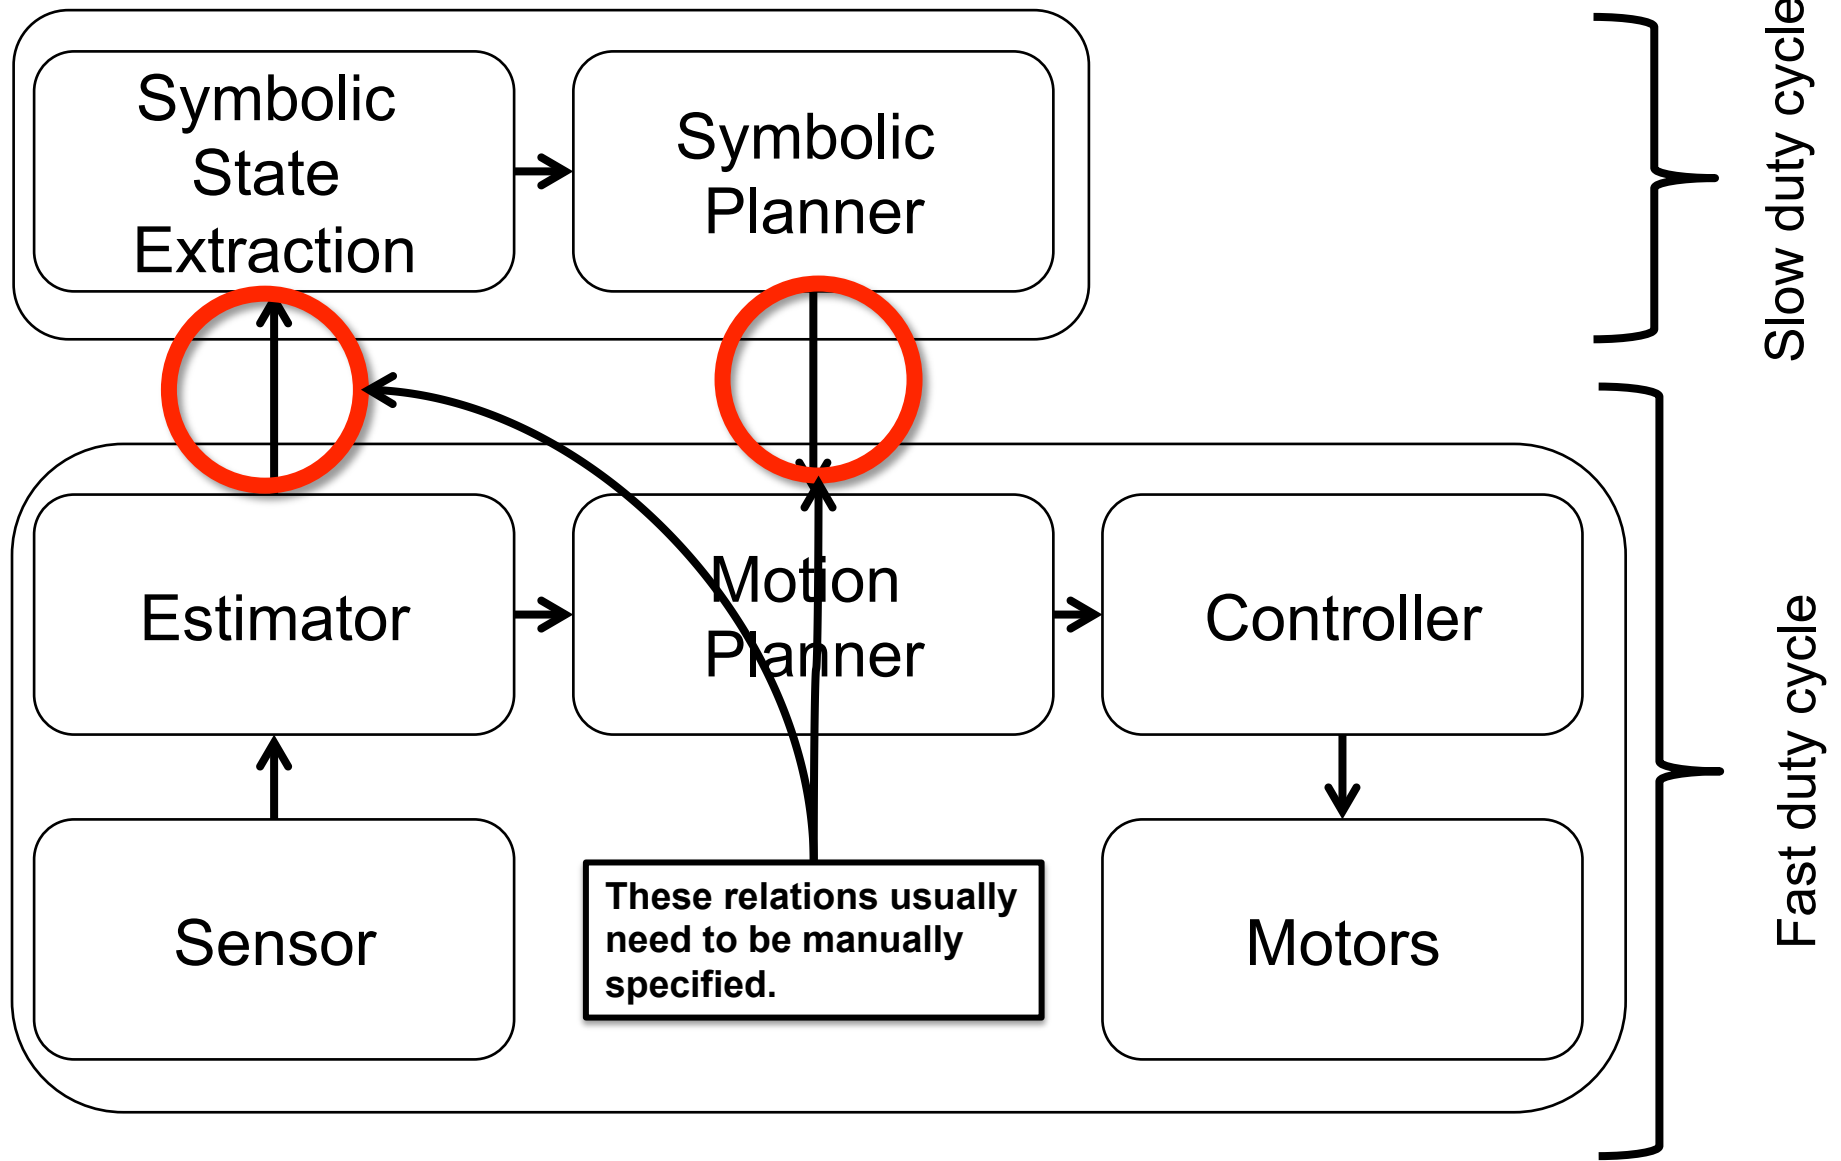 Symbolic
State
Extraction
Symbolic
Planner
Slow duty cycle
Estimator
Motion
Planner
Controller
Sensor
These relations usually
need to be manually
specified.
Motors
Fast duty cycle